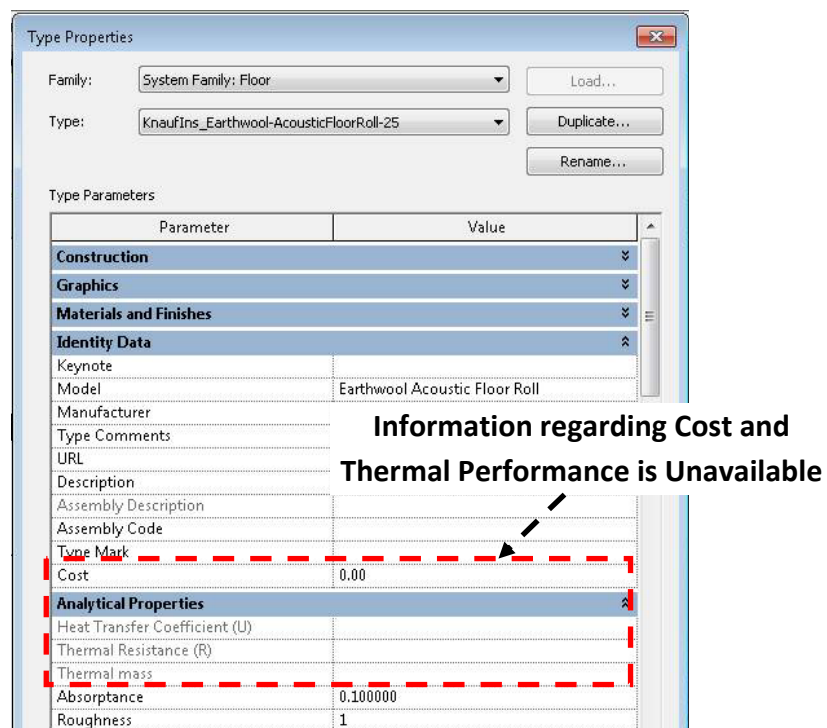 Type Properties
Family: System Family: Floor Load...
Type: KnaufIns_Earthwool-AcousticFloorRoll-25 Duplicate...
Rename...
Type Parameters
Parameter Value
Construction
Graphics
Materials and Finishes
Identity Data
Keynote
Model Earthwool Acoustic Floor Roll
Manufacturer
Type Comments
URL
Description
Information regarding Cost and
Thermal Performance is Unavailable
Assembly Description
Assembly Code
Type Mark
Cost 0.00
Analytical Properties
Heat Transfer Coefficient (U)
Thermal Resistance (R)
Thermal mass
Absorptance 0.100000
Roughness 1